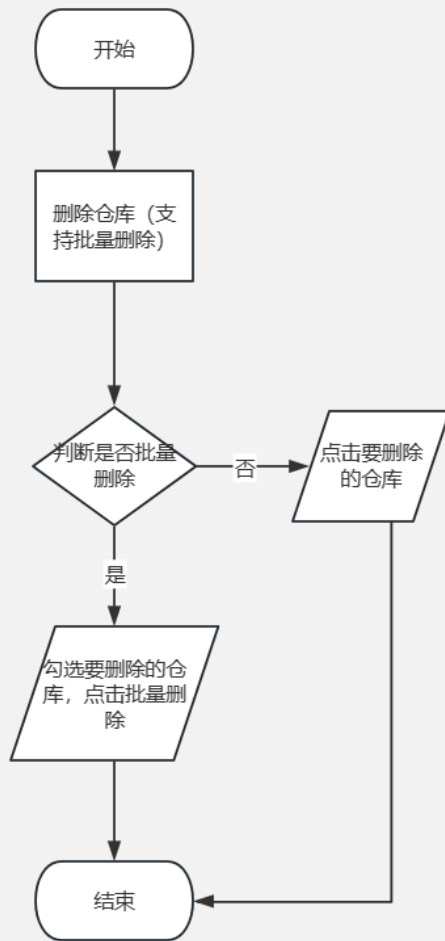 开始
删除仓库（支
持批量删除）
判断是否批量
删除
否
点击要删除
的仓库
是
勾选要删除的仓
库，点击批量删
除
结束